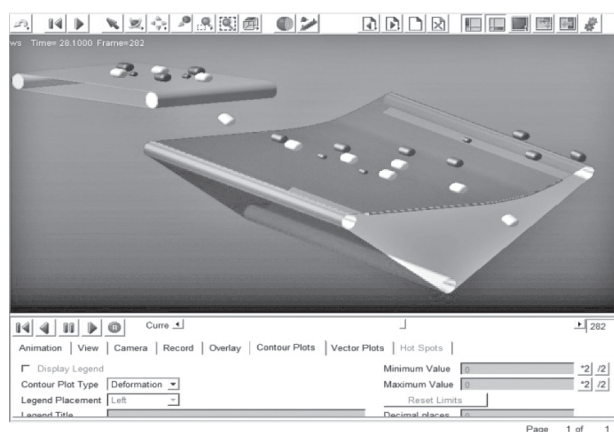 ws Time= 28.1000 Frame=282
Curre
282
Animation View Camera Record Overlay Contour Plots Vector Plots Hot Spots
Display Legend
Minimum Value 0 *2 /2
Contour Plot Type Deformation
Maximum Value 0 *2 /2
Legend Placement Left
Reset Limits
Legend Title
Decimal places
Page 1 of 1